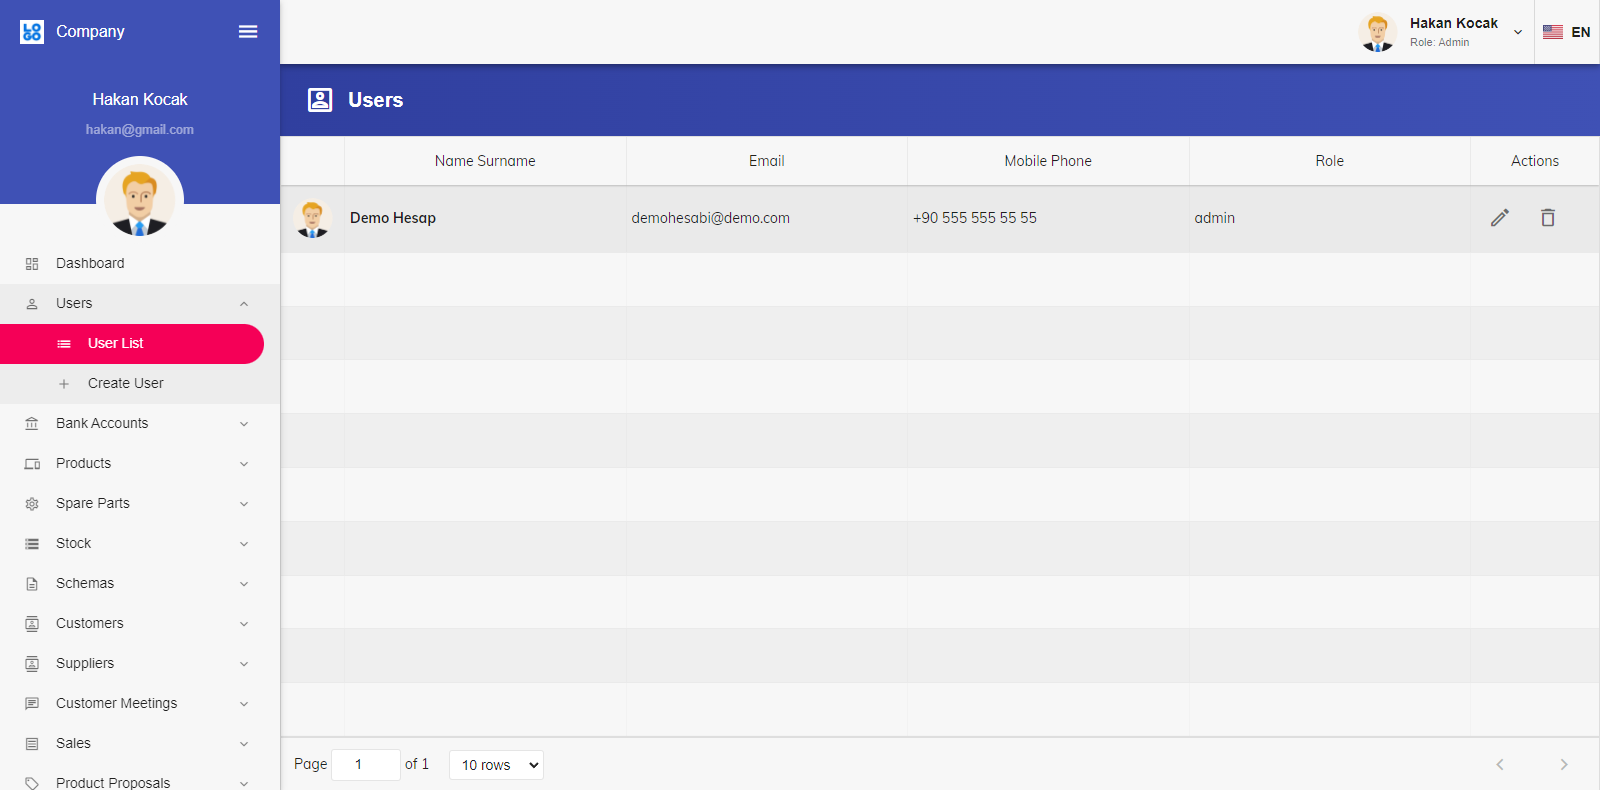 LO
GO
Company
Hakan Kocak
hakan@gmail.com
Dashboard
Users
User List
Create User
Bank Accounts
Products
Spare Parts
Stock
Schemas
Customers
Suppliers
Customer Meetings
Sales
Product Proposals
Hakan Kocak
Role: Admin
EN
Users
Name Surname Email Mobile Phone Role Actions
Demo Hesap demohesabi@demo.com +90 555 555 55 55 admin
Page 1 of 1 10 rows